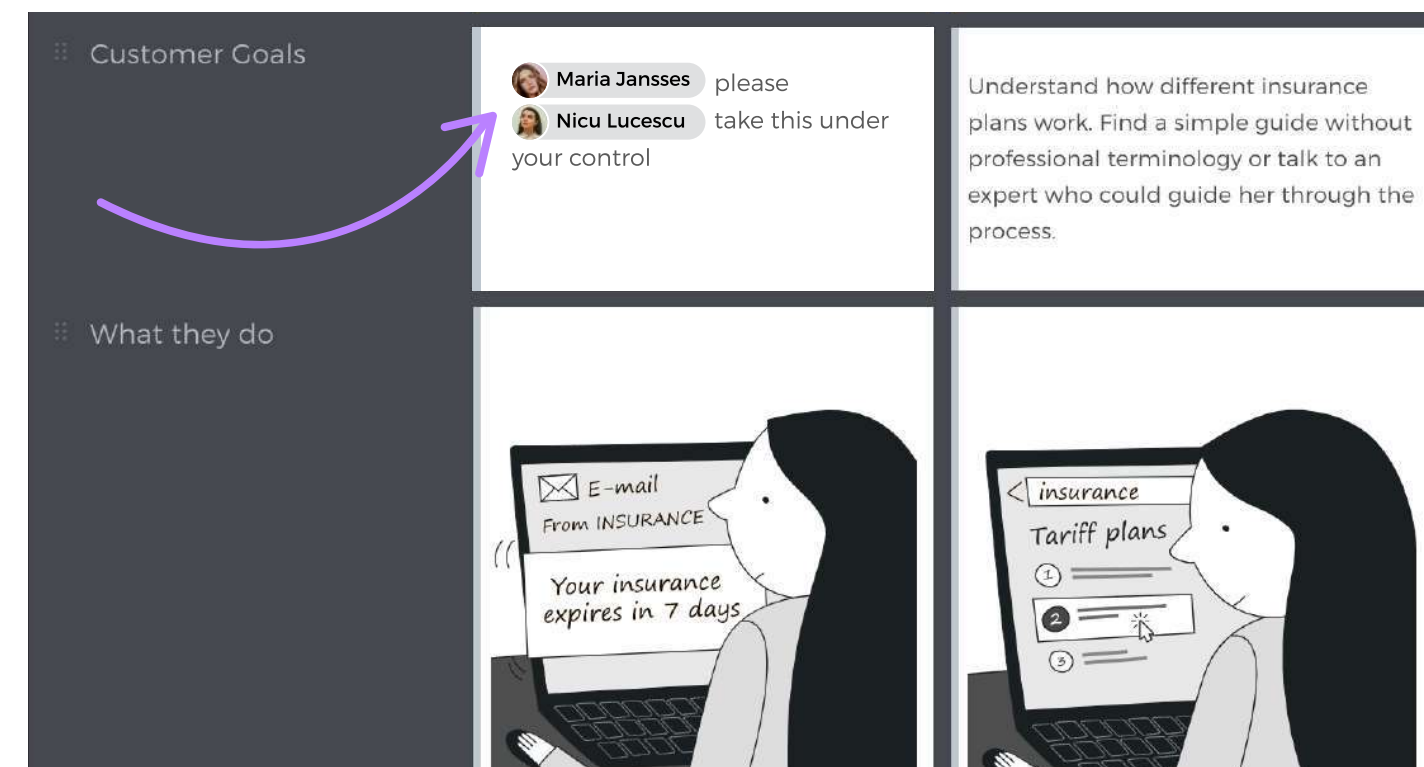 Customer Goals
Maria Jansses please
Nicu Lucescu take this under
your control
Understand how different insurance
plans work. Find a simple guide without
professional terminology or talk to an
expert who could guide her through the
process.
What they do
E-mail
From INSURANCE
Your insurance
expires in 7 days
insurance
Tariff plans
1
2
3